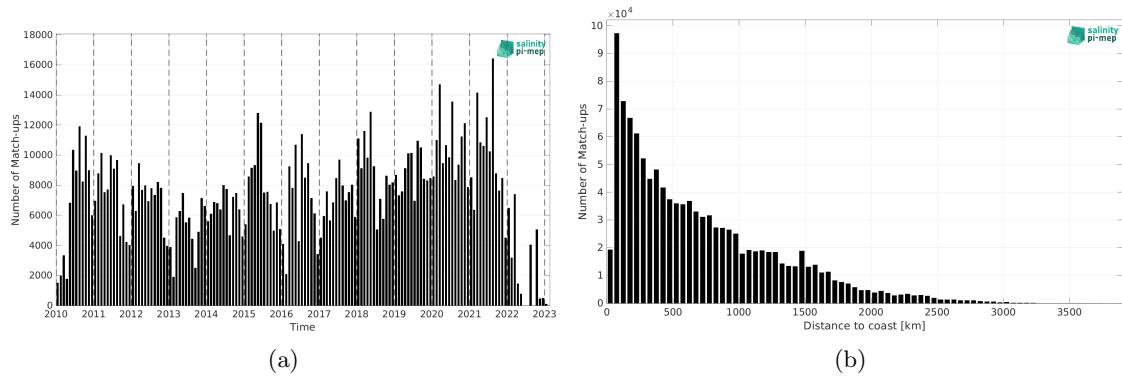 18000
16000
14000
12000
10000
8000
6000
4000
2000
0
Number of Match-ups
2010 2011 2012 2013 2014 2015 2016 2017 2018 2019 2020 2021 2022 2023
Time
salinity
pi-mep
(a)
×10⁴
10
9
8
7
6
5
4
3
2
1
0
Number of Match-ups
0 500 1000 1500 2000 2500 3000 3500
Distance to coast [km]
salinity
pi-mep
(b)